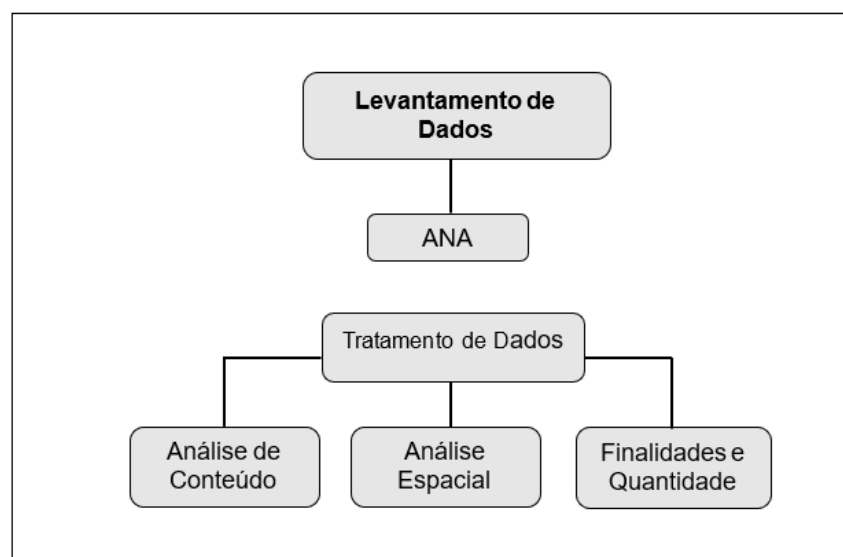 Levantamento de
Dados
ANA
Tratamento de Dados
Análise de
Conteúdo
Análise
Espacial
Finalidades e
Quantidade